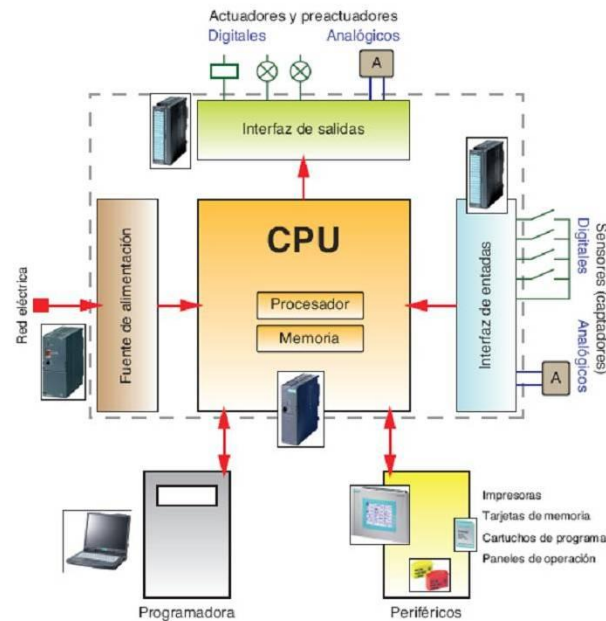 Actuadores y preactuadores
Digitales
Analógicos
A
Interfaz de salidas
CPU
Procesador
Memoria
Red eléctrica
Fuente de alimentación
Interfaz de entadas
Digitales
Sensores (captadores)
Analógicos
A
Impresoras
Tarjetas de memoria
Cartuchos de programa
Paneles de operación
Programadora
Periféricos